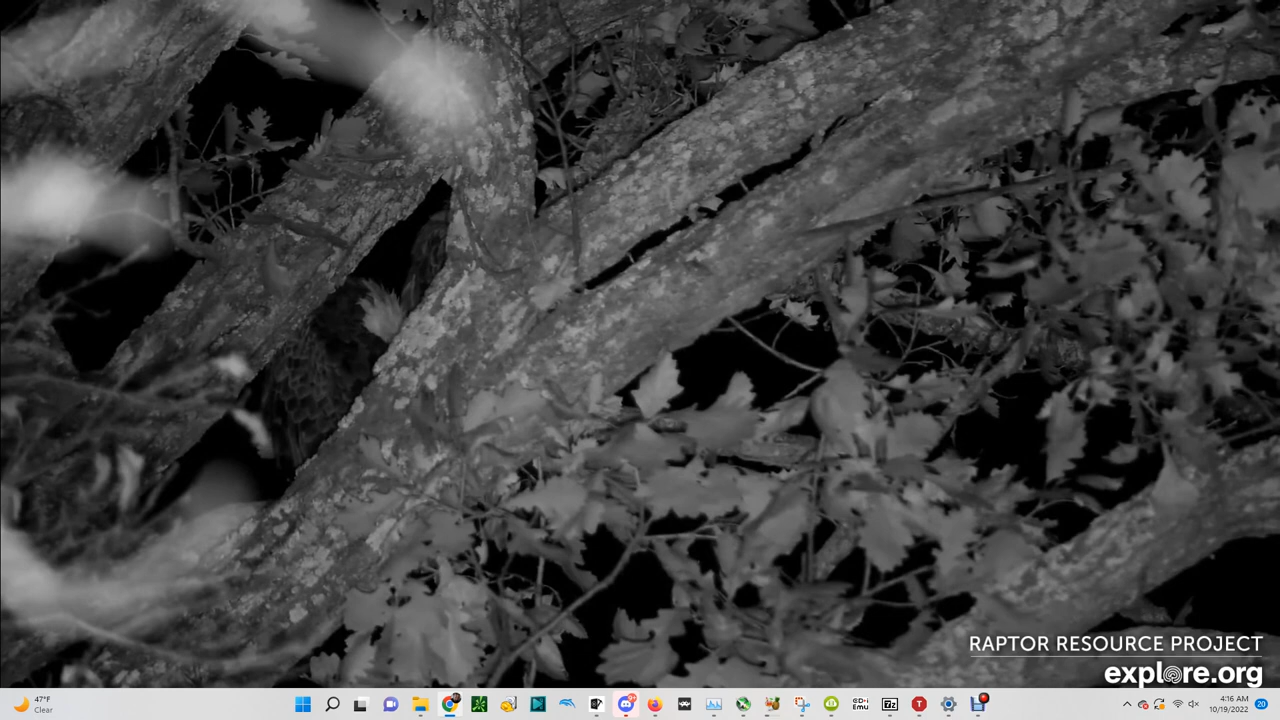 RAPTOR RESOURCE PROJECT
explore.org
47°F
Clear
4:16 AM
10/19/2022
20